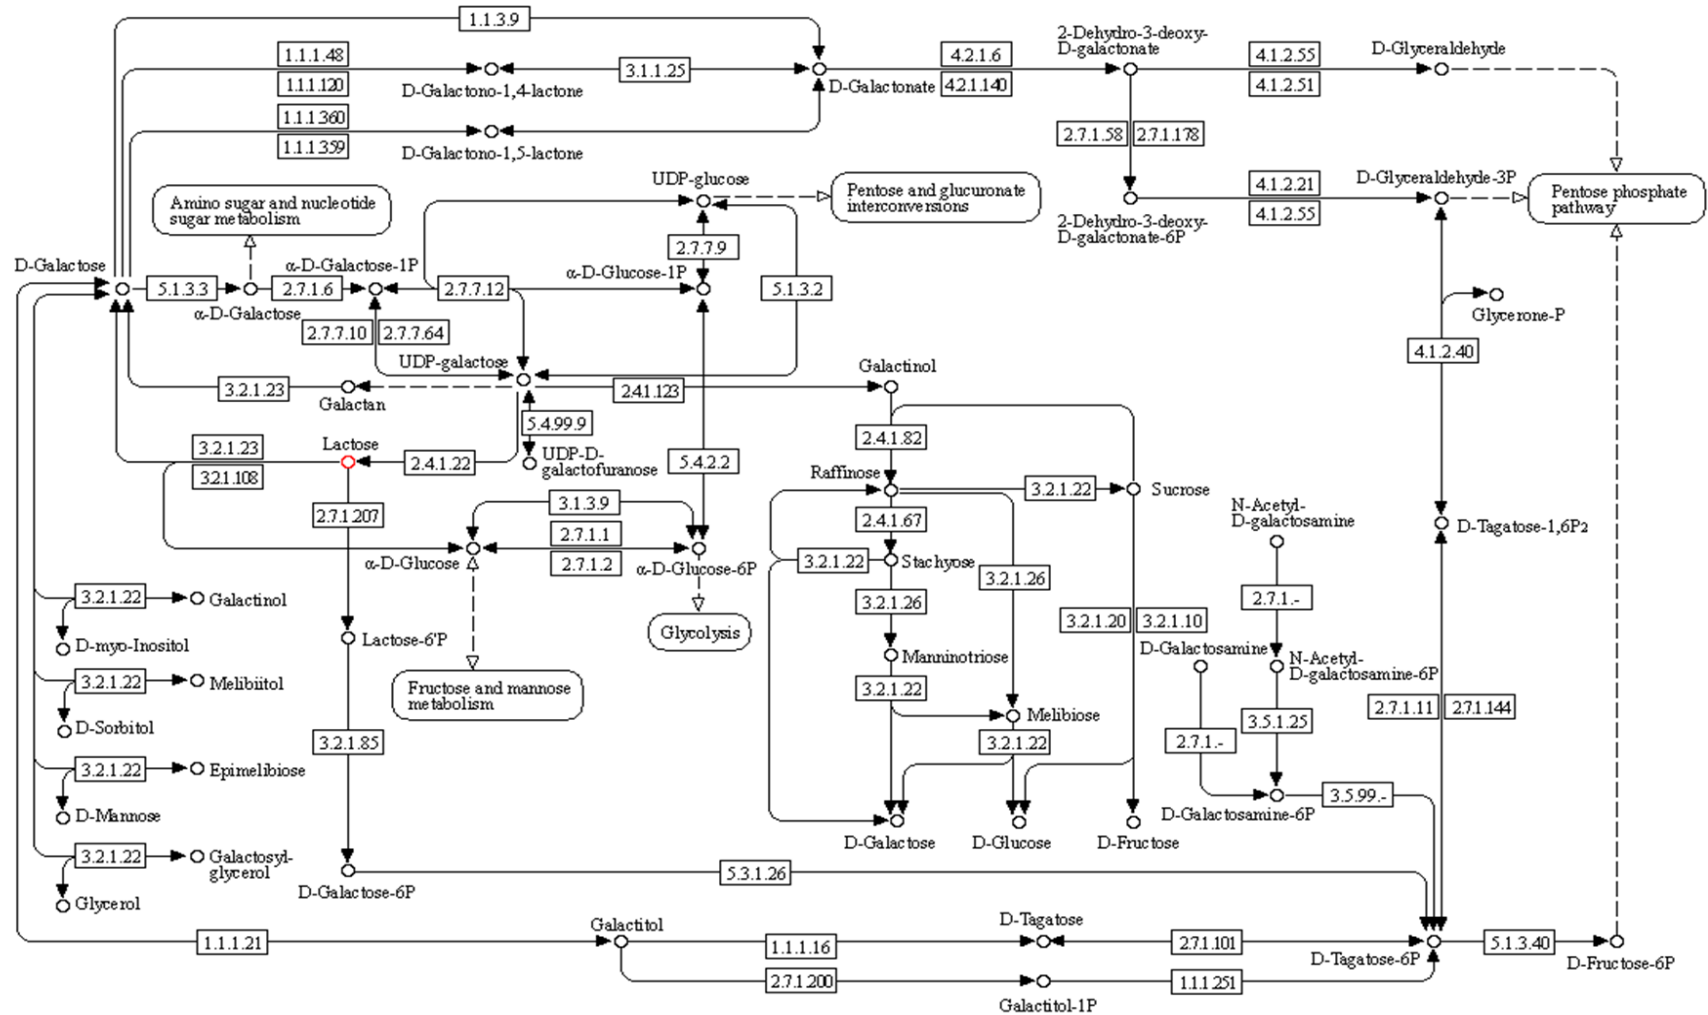 1.1.3.9
1.1.1.48
1.1.1.120
D-Galactono-1,4-lactone
3.1.1.25
D-Galactonate
4.2.1.6
4.2.1.140
2-Dehydro-3-deoxy-
D-galactonate
4.1.2.55
4.1.2.51
D-Glyceraldehyde
1.1.1.360
1.1.1.359
D-Galactono-1,5-lactone
2.7.1.58
2.7.1.178
UDP-glucose
Pentose and glucuronate
interconversions
2-Dehydro-3-deoxy-
D-galactonate-6P
4.1.2.21
4.1.2.55
D-Glyceraldehyde-3P
Pentose phosphate
pathway
Amino sugar and nucleotide
sugar metabolism
2.7.7.9
D-Galactose
5.1.3.3
α-D-Galactose
2.7.1.6
α-D-Galactose-1P
2.7.7.12
α-D-Glucose-1P
5.1.3.2
Glycerone-P
2.7.7.10
2.7.7.64
4.1.2.40
UDP-galactose
3.2.1.23
Galactan
2.4.1.123
Galactinol
5.4.99.9
UDP-D-
galactofuranose
3.2.1.23
3.2.1.108
Lactose
2.4.1.22
5.4.2.2
2.4.1.82
Raffinose
3.2.1.22
Sucrose
2.7.1.207
3.1.3.9
2.7.1.1
2.7.1.2
α-D-Glucose
α-D-Glucose-6P
2.4.1.67
3.2.1.22
Stachyose
3.2.1.26
N-Acetyl-
D-galactosamine
D-Tagatose-1,6P2
3.2.1.22
Galactinol
D-myo-Inositol
Lactose-6'P
Glycolysis
3.2.1.26
Manninotriose
3.2.1.20
3.2.1.10
2.7.1.-
D-Galactosamine
N-Acetyl-
D-galactosamine-6P
3.2.1.22
Melibiitol
D-Sorbitol
Fructose and mannose
metabolism
3.2.1.22
Melibiose
3.2.1.22
2.7.1.-
3.5.1.25
2.7.1.11
2.7.1.144
3.2.1.85
3.2.1.22
Epimelibiose
D-Mannose
D-Galactosamine-6P
3.5.99.-
D-Galactose
D-Glucose
D-Fructose
3.2.1.22
Galactosyl-
glycerol
Glycerol
D-Galactose-6P
5.3.1.26
1.1.1.21
Galactitol
1.1.1.16
D-Tagatose
2.7.1.101
D-Tagatose-6P
5.1.3.40
D-Fructose-6P
2.7.1.200
Galactitol-1P
1.1.1.251